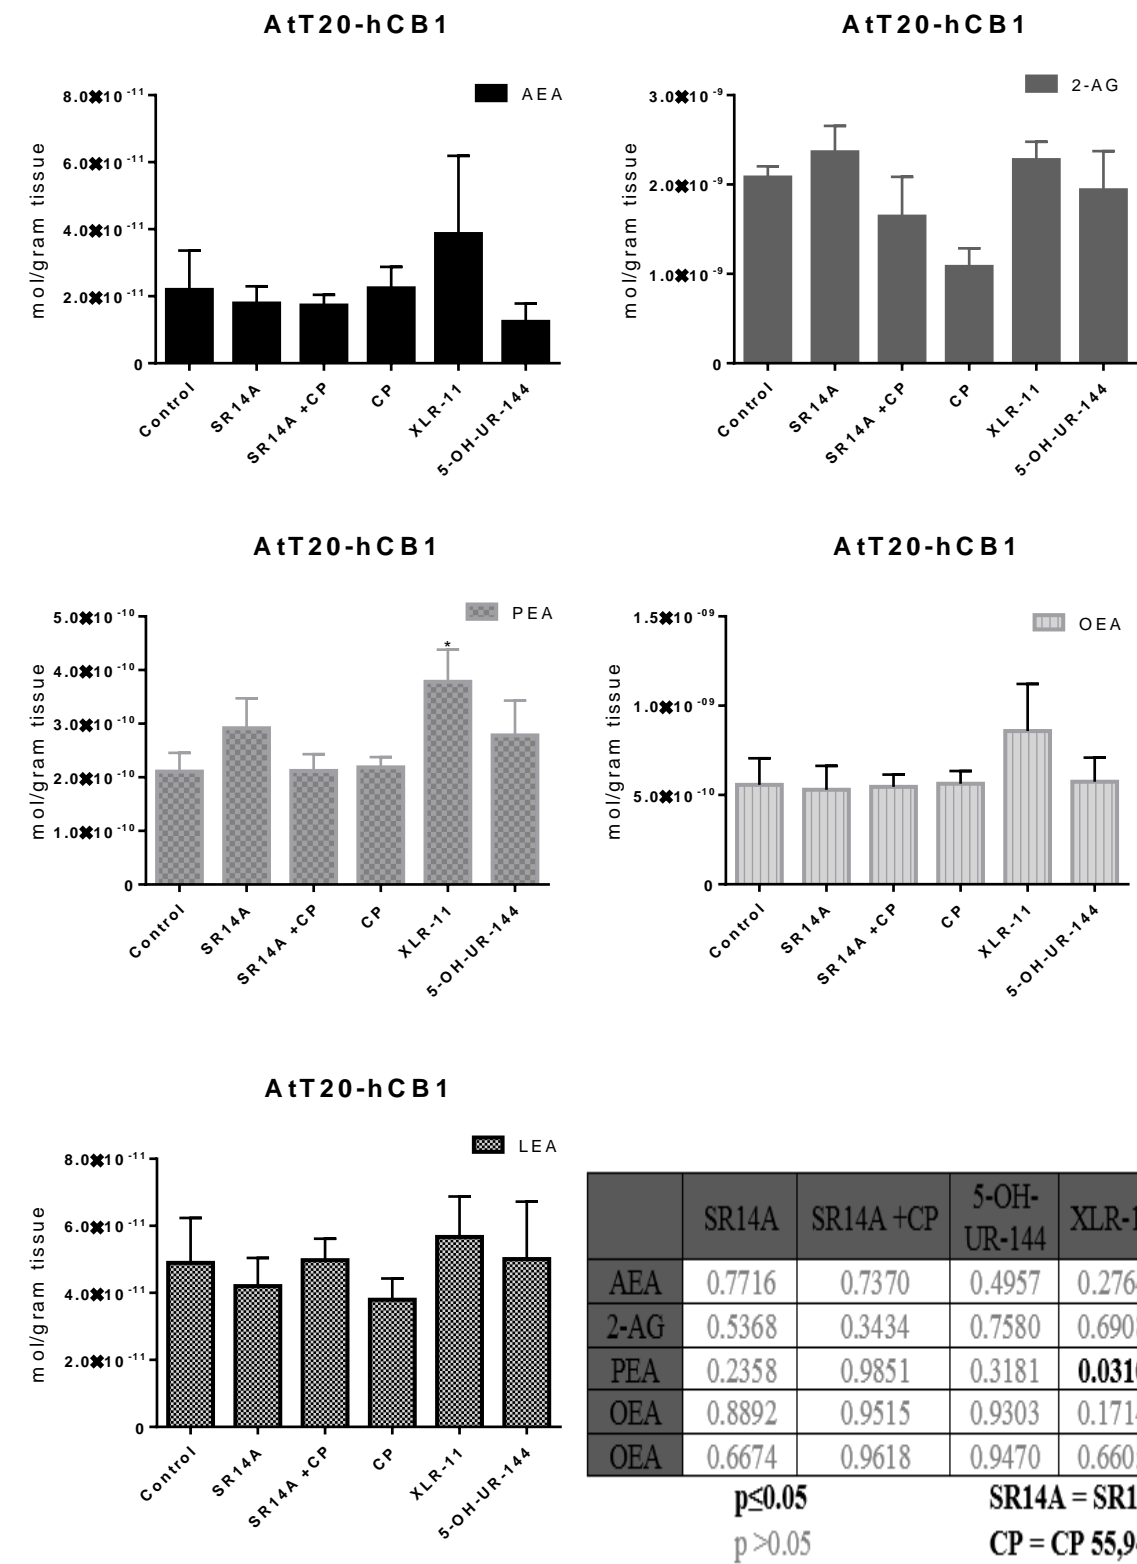 AtT20-hCB1
AEA
8.0✖10 -11
6.0✖10 -11
4.0✖10 -11
2.0✖10 -11
0
mol/gram tissue
Control
SR14A
SR14A +CP
CP
XLR-11
5-OH-UR-144
AtT20-hCB1
2-AG
3.0✖10 -9
2.0✖10 -9
1.0✖10 -9
0
mol/gram tissue
Control
SR14A
SR14A +CP
CP
XLR-11
5-OH-UR-144
AtT20-hCB1
PEA
5.0✖10 -10
4.0✖10 -10
3.0✖10 -10
2.0✖10 -10
1.0✖10 -10
0
mol/gram tissue
*
Control
SR14A
SR14A +CP
CP
XLR-11
5-OH-UR-144
AtT20-hCB1
OEA
1.5✖10 -09
1.0✖10 -09
5.0✖10 -10
0
mol/gram tissue
Control
SR14A
SR14A +CP
CP
XLR-11
5-OH-UR-144
AtT20-hCB1
LEA
8.0✖10 -11
6.0✖10 -11
4.0✖10 -11
2.0✖10 -11
0
mol/gram tissue
Control
SR14A
SR14A +CP
CP
XLR-11
5-OH-UR-144
SR14A SR14A +CP 5-OH-
UR-144
AEA 0.7716 0.7370 0.4957
2-AG 0.5368 0.3434 0.7580
PEA 0.2358 0.9851 0.3181
OEA 0.8892 0.9515 0.9303
OEA 0.6674 0.9618 0.9470
p≤0.05 SR14A =
p >0.05 CP = CP